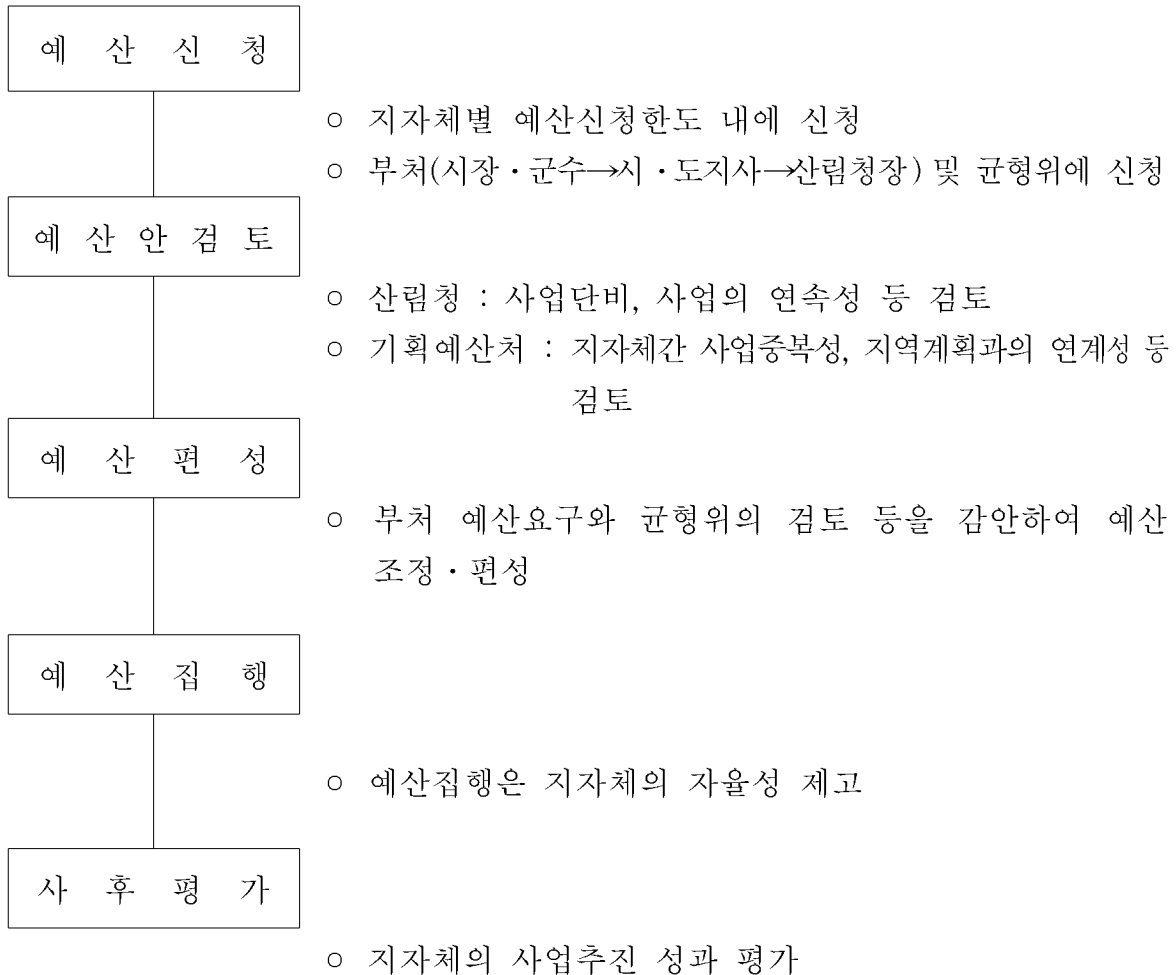 예 산 신 청
○ 지자체별 예산신청한도 내에 신청
○ 부처(시장・군수→시・도지사→산림청장) 및 균형위에 신청
예 산 안 검 토
○ 산림청 : 사업단비, 사업의 연속성 등 검토
○ 기획예산처 : 지자체간 사업중복성, 지역계획과의 연계성 등
검토
예 산 편 성
○ 부처 예산요구와 균형위의 검토 등을 감안하여 예산
조정・편성
예 산 집 행
○ 예산집행은 지자체의 자율성 제고
사 후 평 가
○ 지자체의 사업추진 성과 평가